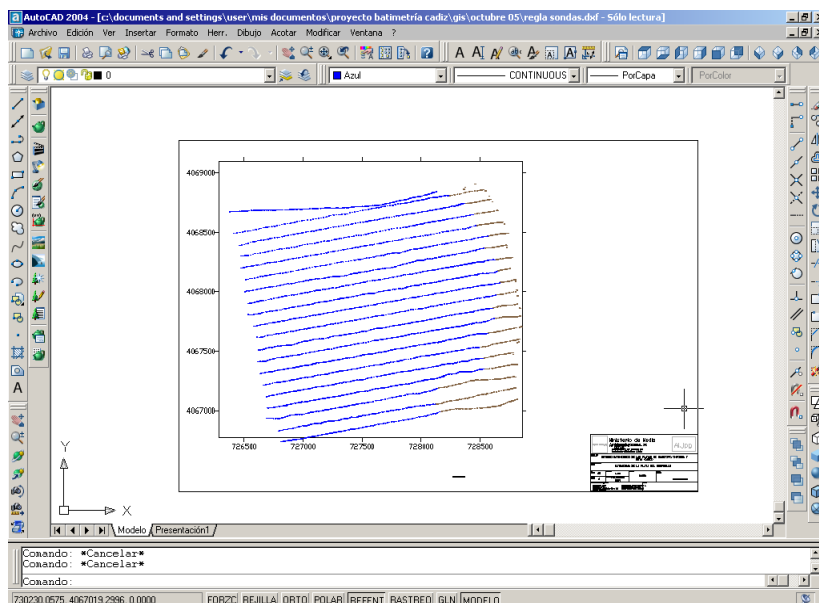 AutoCAD 2004 - [c:\documents and settings\user\mis documentos\proyecto batimetría cadiz\gis\octubre 05\regla sondas.dxf - Sólo lectura]
Archivo Edición Ver Insertar Formato Herr. Dibujo Acotar Modificar Ventana ?
0 Azul CONTINUOUS PorCapa PorColor
4069000
4068500
4068000
4067500
4067000
726500 727000 727500 728000 728500
Ministerio de Medio
Y
X
Modelo Presentación1
Comando: *Cancelar*
Comando: *Cancelar*
Comando:
730230.0575, 4067019.2996, 0.0000 FORZC REJILLA ORTO POLAR REFENT RASTREO GLN MODELO